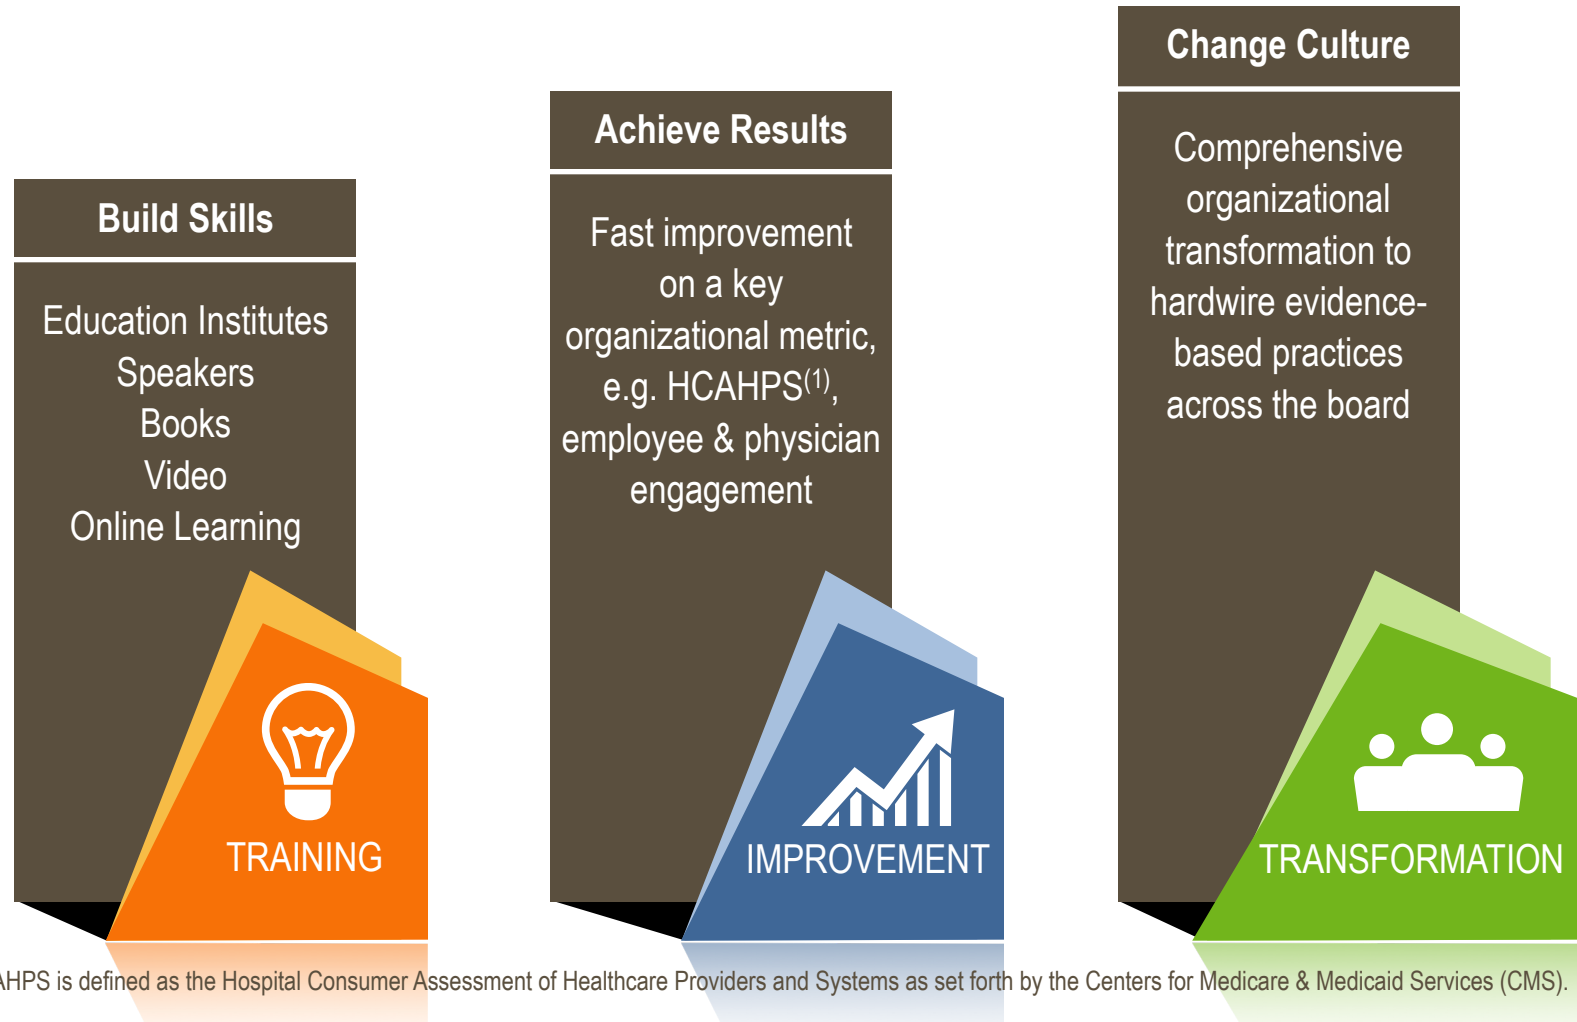 Build Skills
Education Institutes
Speakers
Books
Video
Online Learning
TRAINING
Achieve Results
Fast improvement
on a key
organizational metric,
e.g. HCAHPS(1),
employee & physician
engagement
IMPROVEMENT
Change Culture
Comprehensive
organizational
transformation to
hardwire evidence-
based practices
across the board
TRANSFORMATION
AHPS is defined as the Hospital Consumer Assessment of Healthcare Providers and Systems as set forth by the Centers for Medicare & Medicaid Services (CMS).